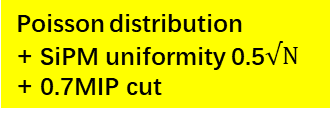 Poisson distribution
+ SiPM uniformity 0.5√N
+ 0.7MIP cut